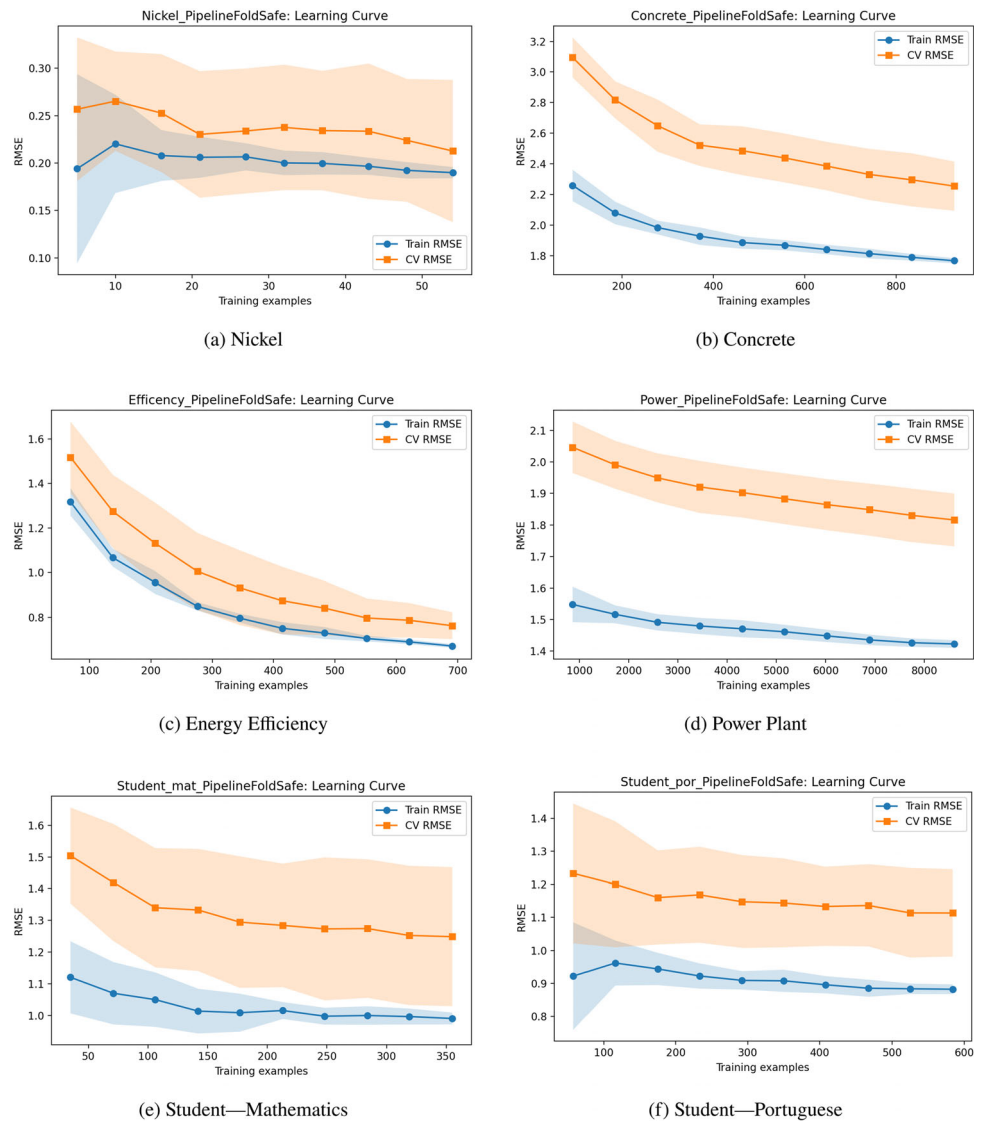 Nickel_PipelineFoldSafe: Learning Curve
RMSE
0.30
0.25
0.20
0.15
0.10
Train RMSE
CV RMSE
10 20 30 40 50
Training examples
(a) Nickel
Concrete_PipelineFoldSafe: Learning Curve
RMSE
3.2
3.0
2.8
2.6
2.4
2.2
2.0
1.8
Train RMSE
CV RMSE
200 400 600 800
Training examples
(b) Concrete
Efficency_PipelineFoldSafe: Learning Curve
RMSE
1.6
1.4
1.2
1.0
0.8
Train RMSE
CV RMSE
100 200 300 400 500 600 700
Training examples
(c) Energy Efficiency
Power_PipelineFoldSafe: Learning Curve
RMSE
2.1
2.0
1.9
1.8
1.7
1.6
1.5
1.4
Train RMSE
CV RMSE
1000 2000 3000 4000 5000 6000 7000 8000
Training examples
(d) Power Plant
Student_mat_PipelineFoldSafe: Learning Curve
RMSE
1.6
1.5
1.4
1.3
1.2
1.1
1.0
Train RMSE
CV RMSE
50 100 150 200 250 300 350
Training examples
(e) Student—Mathematics
Student_por_PipelineFoldSafe: Learning Curve
RMSE
1.4
1.3
1.2
1.1
1.0
0.9
0.8
Train RMSE
CV RMSE
100 200 300 400 500 600
Training examples
(f) Student—Portuguese